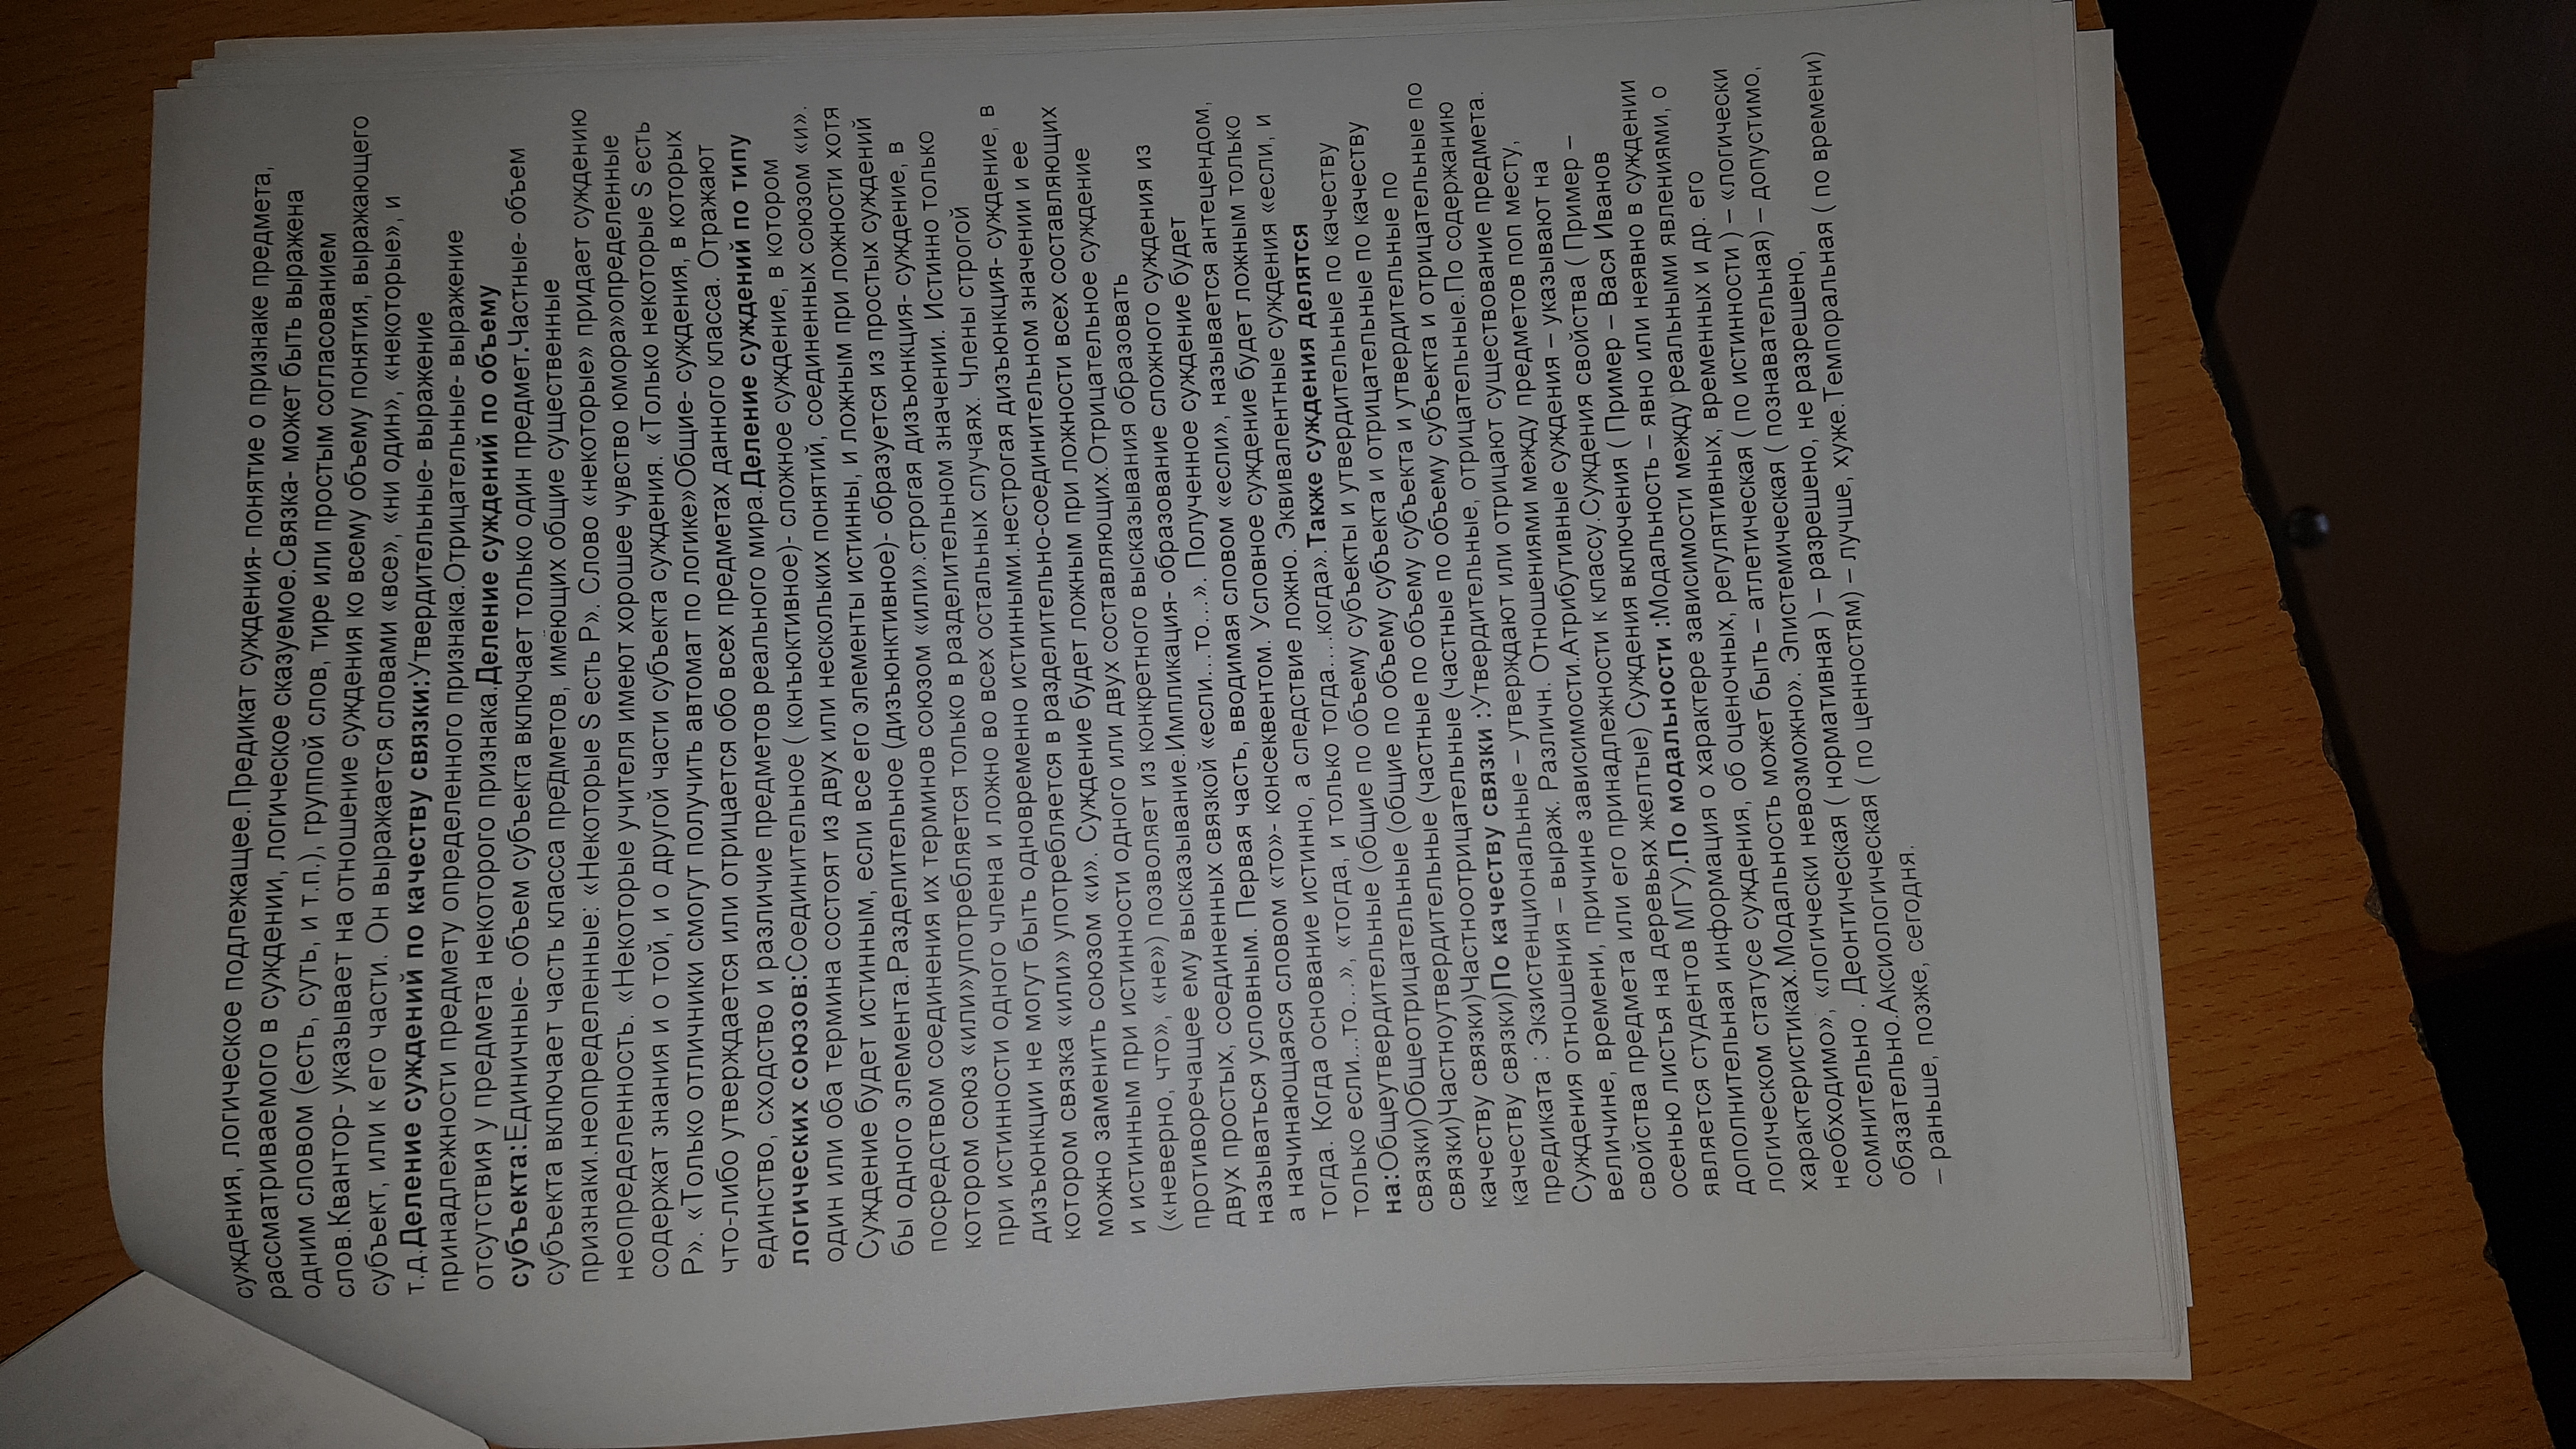 суждения, логическое подлежащее.Предикат суждения- понятие о признаке предмета,
рассматриваемого в суждении, логическое сказуемое.Связка- может быть выражена
одним словом (есть, суть, и т.п.), группой слов, тире или простым согласованием
слов.Квантор- указывает на отношение суждения ко всему объему понятия, выражающего
субъект, или к его части. Он выражается словами «все», «ни один», «некоторые», и
т.д.Деление суждений по качеству связки:Утвердительные- выражение
принадлежности предмету определенного признака.Отрицательные- выражение
отсутствия у предмета некоторого признака.Деление суждений по объему
субъекта:Единичные- объем субъекта включает только один предмет.Частные- объем
субъекта включает часть класса предметов, имеющих общие существенные
признаки.неопределенные: «Некоторые S есть P». Слово «некоторые» придает суждению
неопределенность. «Некоторые учителя имеют хорошее чувство юмора»определенные
содержат знания и о той, и о другой части субъекта суждения. «Только некоторые S есть
P». «Только отличники смогут получить автомат по логике»Общие- суждения, в которых
что-либо утверждается или отрицается обо всех предметах данного класса. Отражают
единство, сходство и различие предметов реального мира.Деление суждений по типу
логических союзов:Соединительное ( конъюктивное)- сложное суждение, в котором
один или оба термина состоят из двух или нескольких понятий, соединенных союзом «и».
Суждение будет истинным, если все его элементы истинны, и ложным при ложности хотя
бы одного элемента.Разделительное (дизъюнктивное)- образуется из простых суждений
посредством соединения их терминов союзом «или».строгая дизъюнкция- суждение, в
котором союз «или»употребляется только в разделительном значении. Истинно только
при истинности одного члена и ложно во всех остальных случаях. Члены строгой
дизъюнкции не могут быть одновременно истинными.нестрогая дизъюнкция- суждение, в
котором связка «или» употребляется в разделительно-соединительном значении и ее
можно заменить союзом «и». Суждение будет ложным при ложности всех составляющих
и истинным при истинности одного или двух составляющих.Отрицательное суждение
(«неверно, что», «не») позволяет из конкретного высказывания образовать
противоречащее ему высказывание.Импликация- образование сложного суждения из
двух простых, соединенных связкой «если...то...». Полученное суждение будет
называться условным. Первая часть, вводимая словом «если», называется антецендом,
а начинающаяся словом «то»- консеквентом. Условное суждение будет ложным только
тогда. Когда основание истинно, а следствие ложно. Эквивалентные суждения «если, и
только если...то...», «тогда, и только тогда....когда».Также суждения делятся
на:Общеутвердительные (общие по объему субъекты и утвердительные по качеству
связки)Общеотрицательные (общие по объему субъекта и отрицательные по качеству
связки)Частноутвердительные (частные по объему субъекта и утвердительные по
качеству связки)Частноотрицательные (частные по объему субъекта и отрицательные по
качеству связки)По качеству связки :Утвердительные, отрицательные.По содержанию
предиката : Экзистенциональные – утверждают или отрицают существование предмета.
Суждения отношения – выраж. Различн. Отношениями между предметов поп месту,
величине, времени, причине зависимости.Атрибутивные суждения – указывают на
свойства предмета или его принадлежности к классу.Суждения свойства ( Пример –
осенью листья на деревьях желтые) Суждения включения ( Пример – Вася Иванов
является студентов МГУ).По модальности :Модальность – явно или неявно в суждении
дополнительная информация о характере зависимости между реальными явлениями, о
логическом статусе суждения, об оценочных, регулятивных, временных и др. его
характеристиках.Модальность может быть – атлетическая ( по истинности ) – «логически
необходимо», «логически невозможно». Эпистемическая ( познавательная) – допустимо,
сомнительно . Деонтическая ( нормативная ) – разрешено, не разрешено,
обязательно.Аксиологическая ( по ценностям) – лучше, хуже.Темпоральная ( по времени)
– раньше, позже, сегодня.